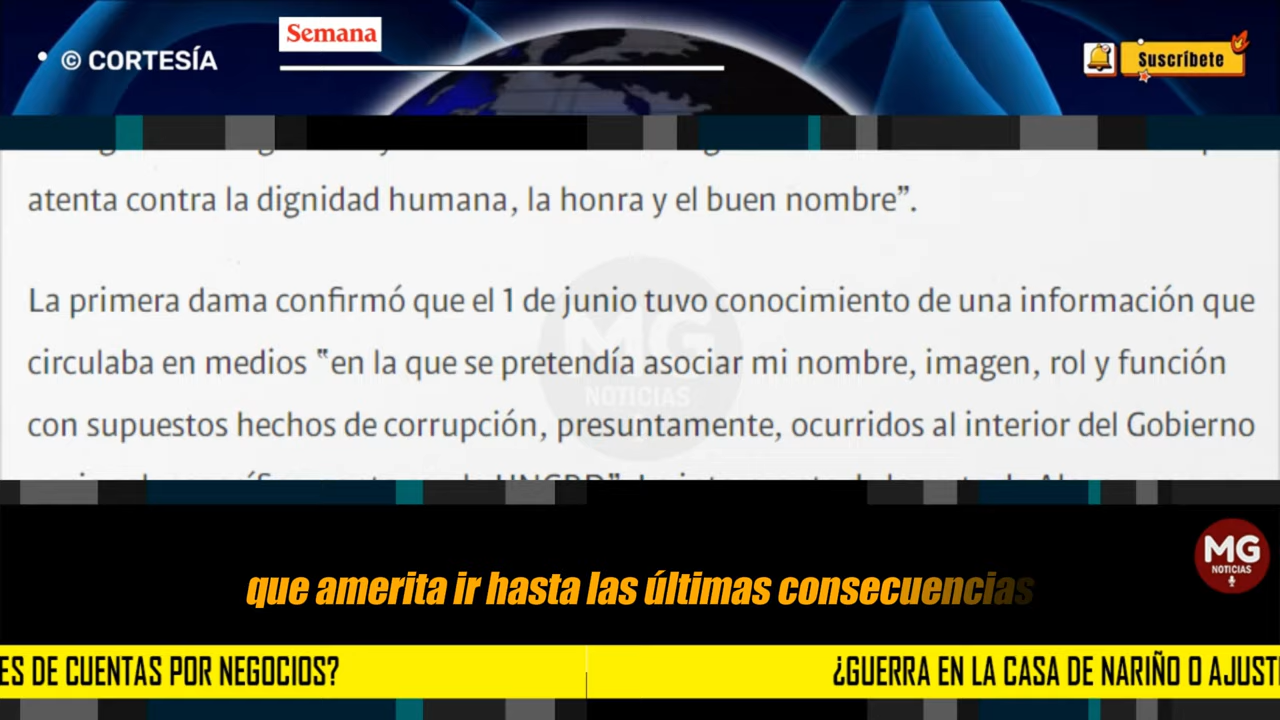 Semana
© CORTESÍA
Suscríbete
atenta contra la dignidad humana, la honra y el buen nombre”.
La primera dama confirmó que el 1 de junio tuvo conocimiento de una información que
circulaba en medios “en la que se pretendía asociar mi nombre, imagen, rol y función
con supuestos hechos de corrupción, presuntamente, ocurridos al interior del Gobierno
MG
NOTICIAS
MG
NOTICIAS
que amerita ir hasta las últimas consecuencias
ES DE CUENTAS POR NEGOCIOS? ¿GUERRA EN LA CASA DE NARIÑO O AJUST